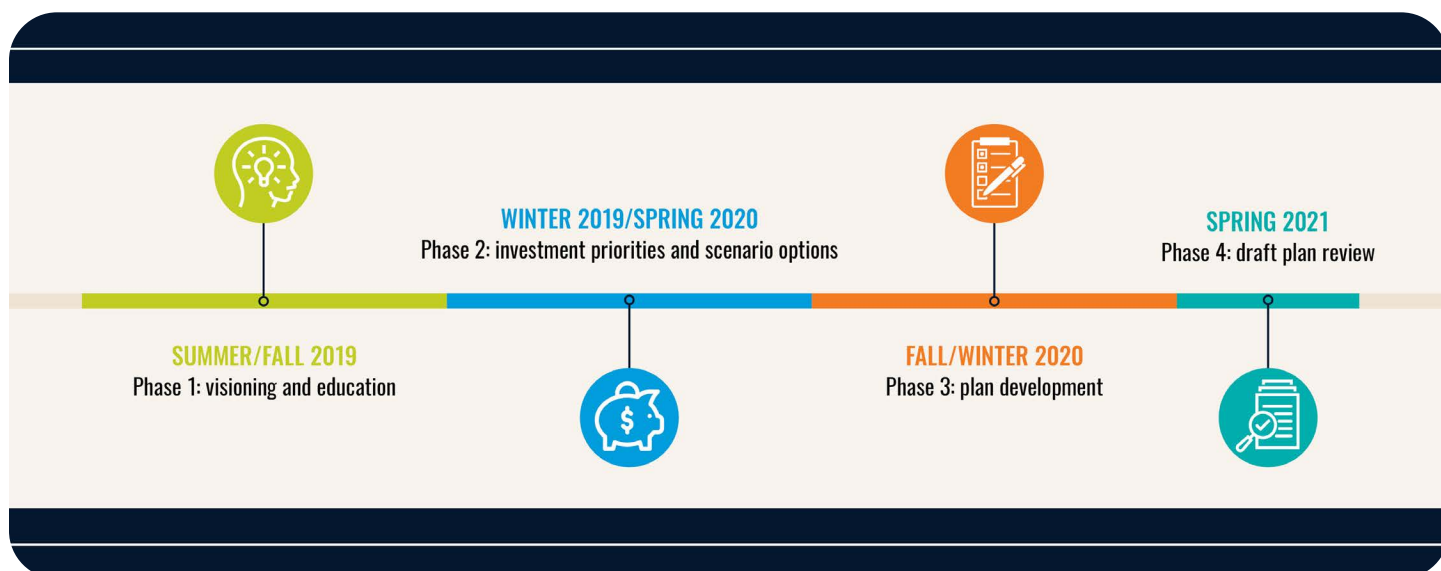 SUMMER/FALL 2019
Phase 1: visioning and education
WINTER 2019/SPRING 2020
Phase 2: investment priorities and scenario options
$
FALL/WINTER 2020
Phase 3: plan development
SPRING 2021
Phase 4: draft plan review